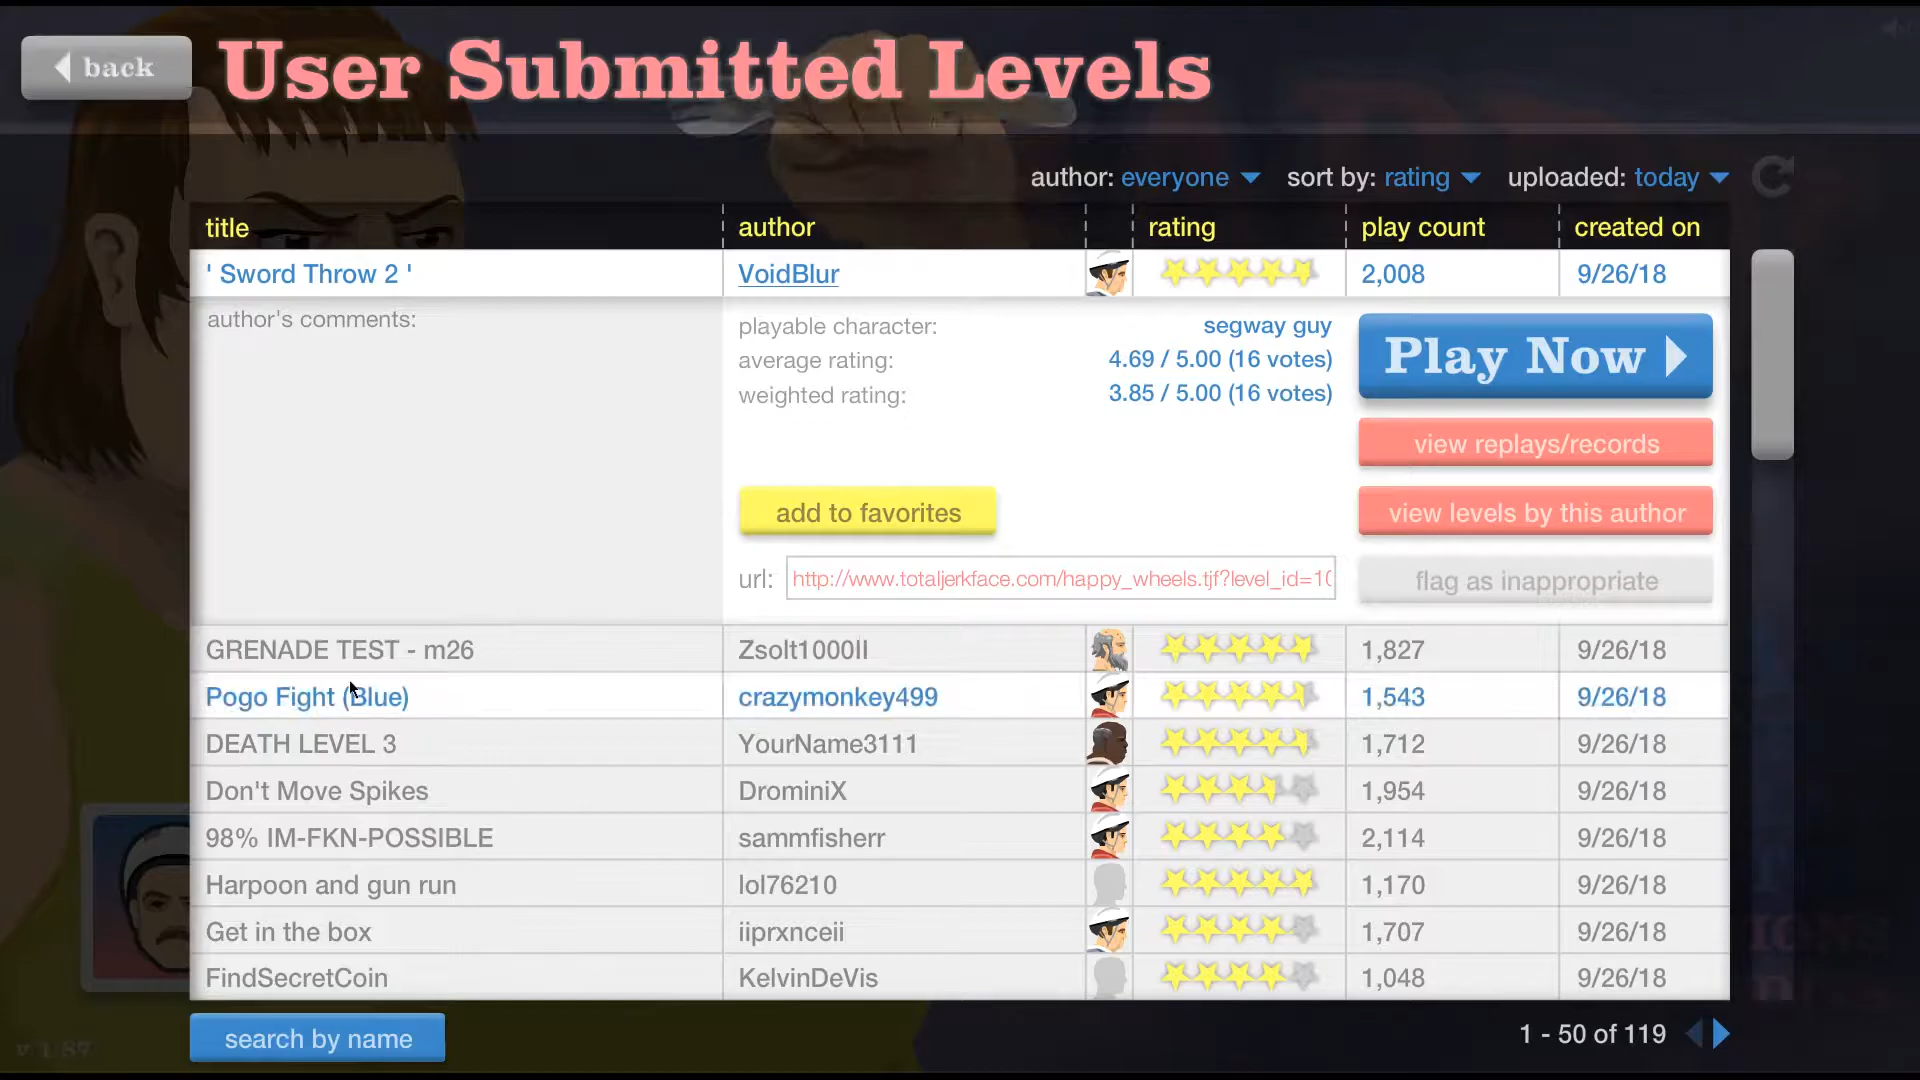 back
User Submitted Levels
author: everyone sort by: rating uploaded: today
title author rating play count created on
' Sword Throw 2 ' VoidBlur 2,008 9/26/18
author's comments:
playable character: segway guy
average rating: 4.69 / 5.00 (16 votes)
weighted rating: 3.85 / 5.00 (16 votes)
Play Now
view replays/records
add to favorites
view levels by this author
url: http://www.totaljerkface.com/happy_wheels.tjf?level_id=10
flag as inappropriate
GRENADE TEST - m26 Zsolt1000II 1,827 9/26/18
Pogo Fight (Blue) crazymonkey499 1,543 9/26/18
DEATH LEVEL 3 YourName3111 1,712 9/26/18
Don't Move Spikes DrominiX 1,954 9/26/18
98% IM-FKN-POSSIBLE sammfisherr 2,114 9/26/18
Harpoon and gun run lol76210 1,170 9/26/18
Get in the box iiprxnceii 1,707 9/26/18
FindSecretCoin KelvinDeVis 1,048 9/26/18
search by name
1 - 50 of 119
v 1.87